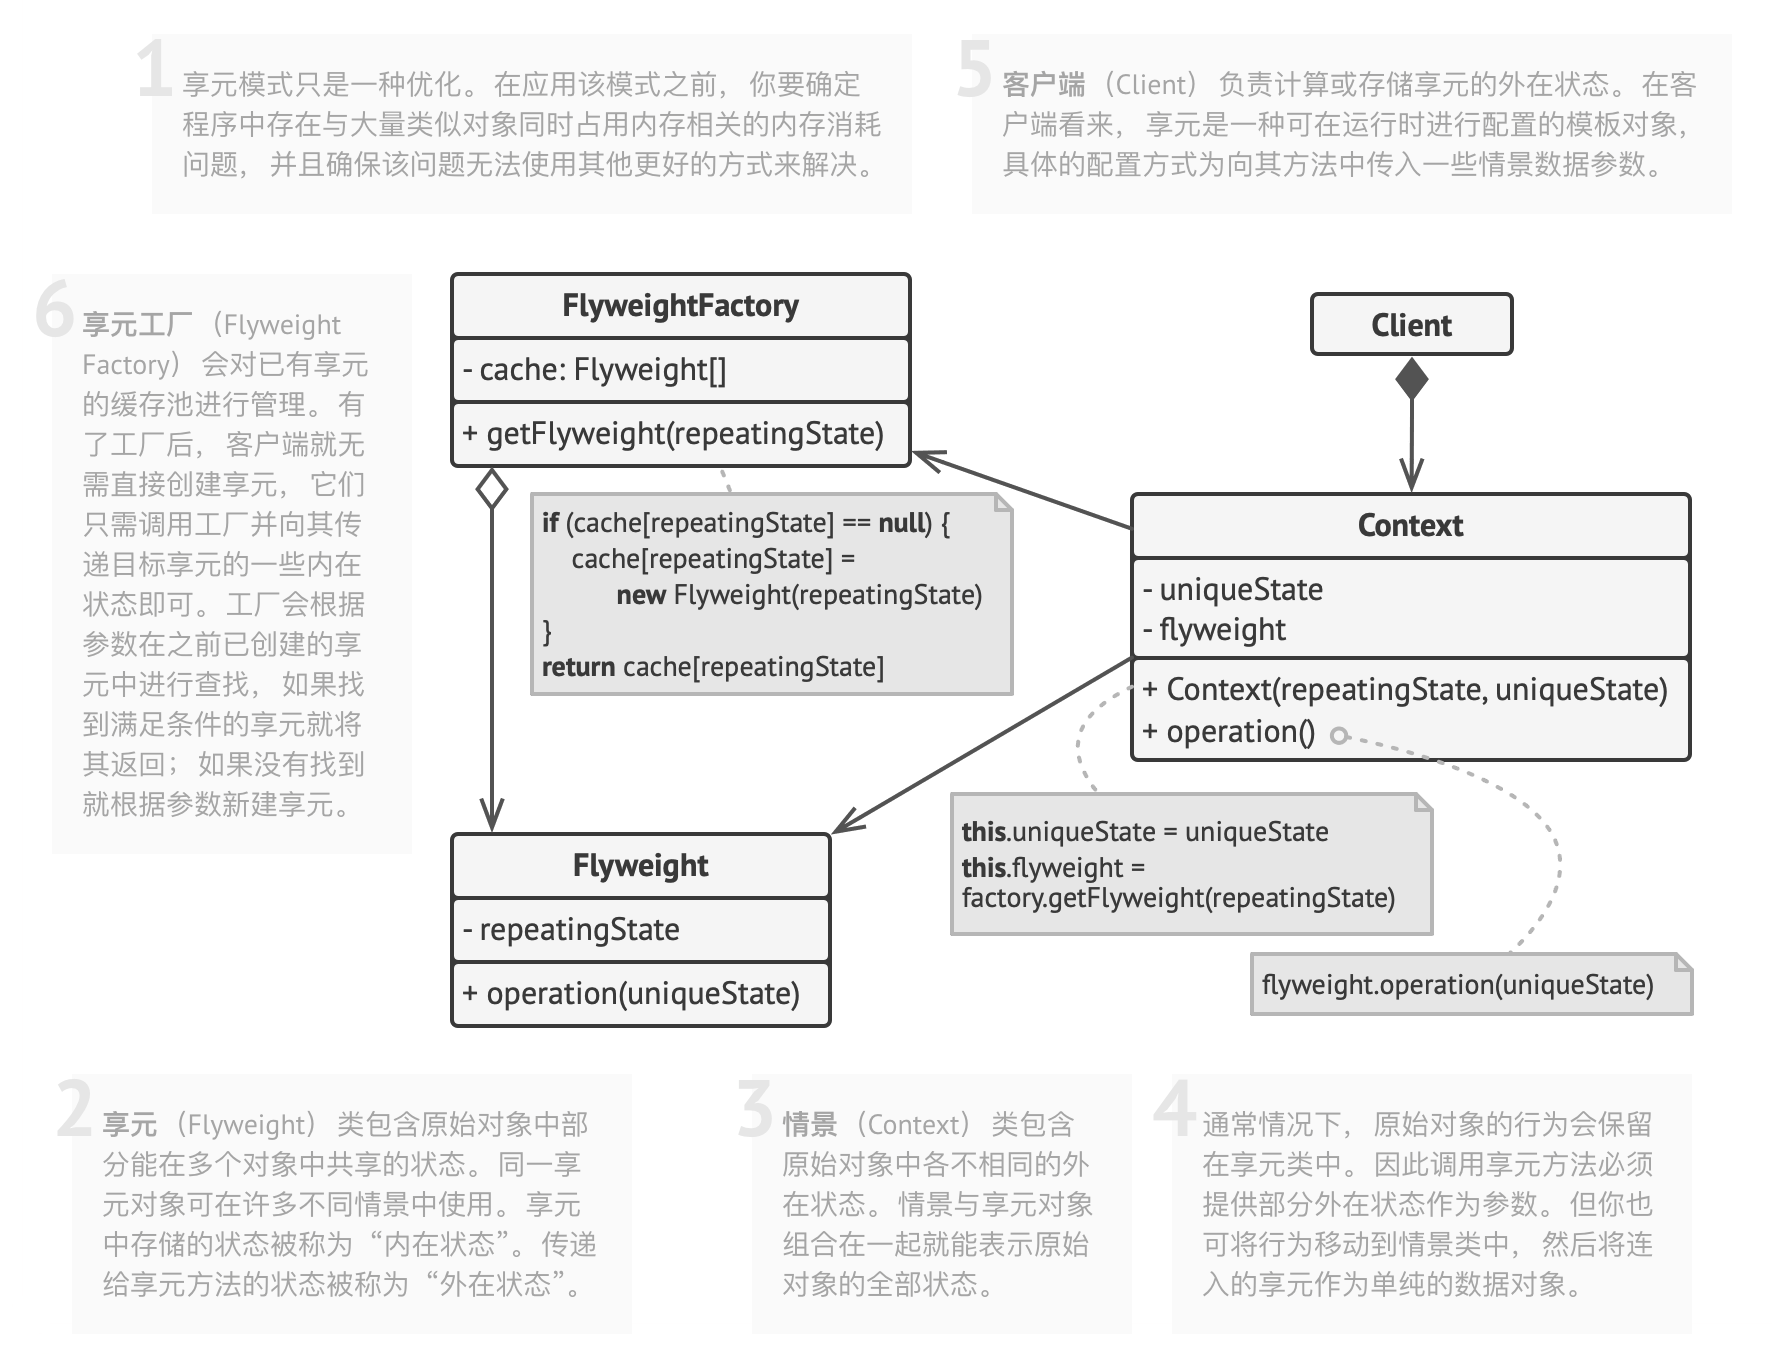 1
享元模式只是一种优化。在应用该模式之前，你要确定
程序中存在与大量类似对象同时占用内存相关的内存消耗
问题，并且确保该问题无法使用其他更好的方式来解决。
5
客户端（Client）负责计算或存储享元的外在状态。在客
户端看来，享元是一种可在运行时进行配置的模板对象，
具体的配置方式为向其方法中传入一些情景数据参数。
6
享元工厂（Flyweight
Factory）会对已有享元
的缓存池进行管理。有
了工厂后，客户端就无
需直接创建享元，它们
只需调用工厂并向其传
递目标享元的一些内在
状态即可。工厂会根据
参数在之前已创建的享
元中进行查找，如果找
到满足条件的享元就将
其返回；如果没有找到
就根据参数新建享元。
FlyweightFactory
- cache: Flyweight[]
+ getFlyweight(repeatingState)
if (cache[repeatingState] == null) {
cache[repeatingState] =
new Flyweight(repeatingState)
}
return cache[repeatingState]
Client
Context
- uniqueState
- flyweight
+ Context(repeatingState, uniqueState)
+ operation()
this.uniqueState = uniqueState
this.flyweight =
factory.getFlyweight(repeatingState)
flyweight.operation(uniqueState)
Flyweight
- repeatingState
+ operation(uniqueState)
2
享元（Flyweight）类包含原始对象中部
分能在多个对象中共享的状态。同一享
元对象可在许多不同情景中使用。享元
中存储的状态被称为“内在状态”。传递
给享元方法的状态被称为“外在状态”。
3
情景（Context）类包含
原始对象中各不相同的外
在状态。情景与享元对象
组合在一起就能表示原始
对象的全部状态。
4
通常情况下，原始对象的行为会保留
在享元类中。因此调用享元方法必须
提供部分外在状态作为参数。但你也
可将行为移动到情景类中，然后将连
入的享元作为单纯的数据对象。